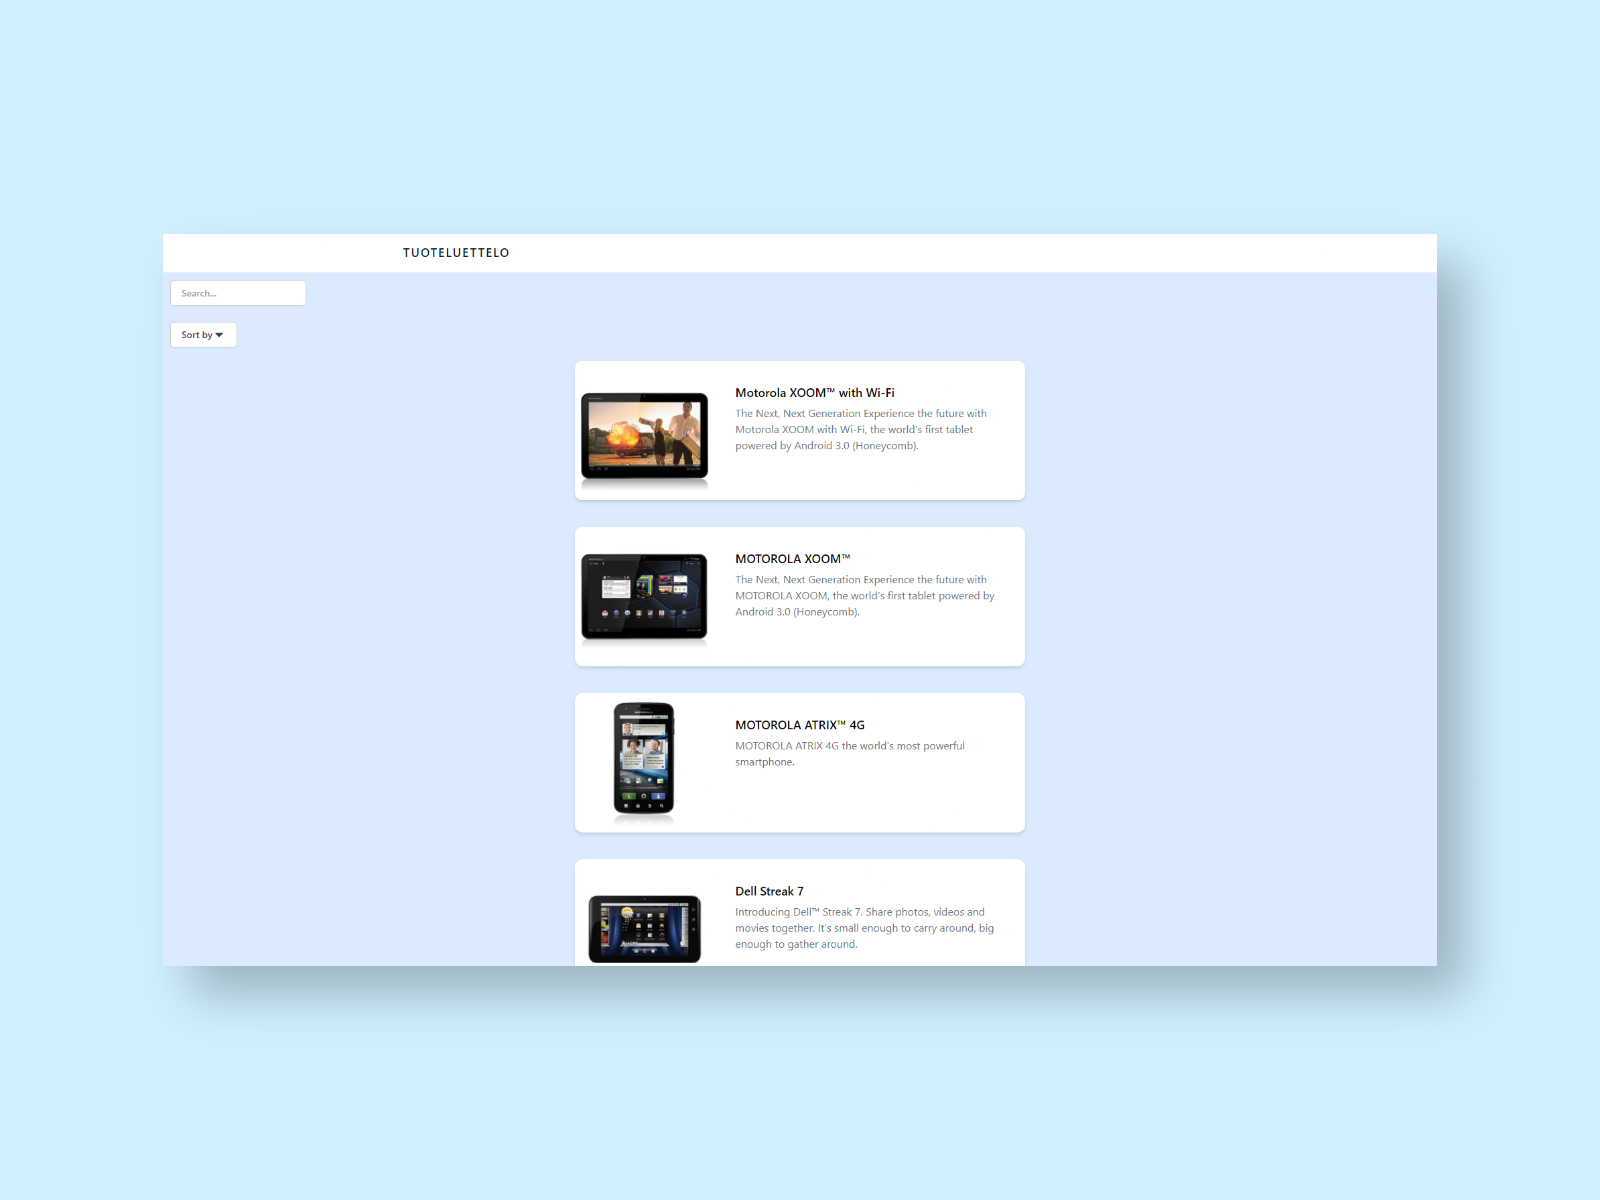 TUOTELUETTELO
Search...
Sort by
Motorola XOOM™ with Wi-Fi
The Next, Next Generation Experience the future with
Motorola XOOM with Wi-Fi, the world's first tablet
powered by Android 3.0 (Honeycomb).
MOTOROLA XOOM™
The Next, Next Generation Experience the future with
MOTOROLA XOOM, the world's first tablet powered by
Android 3.0 (Honeycomb).
MOTOROLA ATRIX™ 4G
MOTOROLA ATRIX 4G the world's most powerful
smartphone.
Dell Streak 7
Introducing Dell™ Streak 7. Share photos, videos and
movies together. It's small enough to carry around, big
enough to gather around.